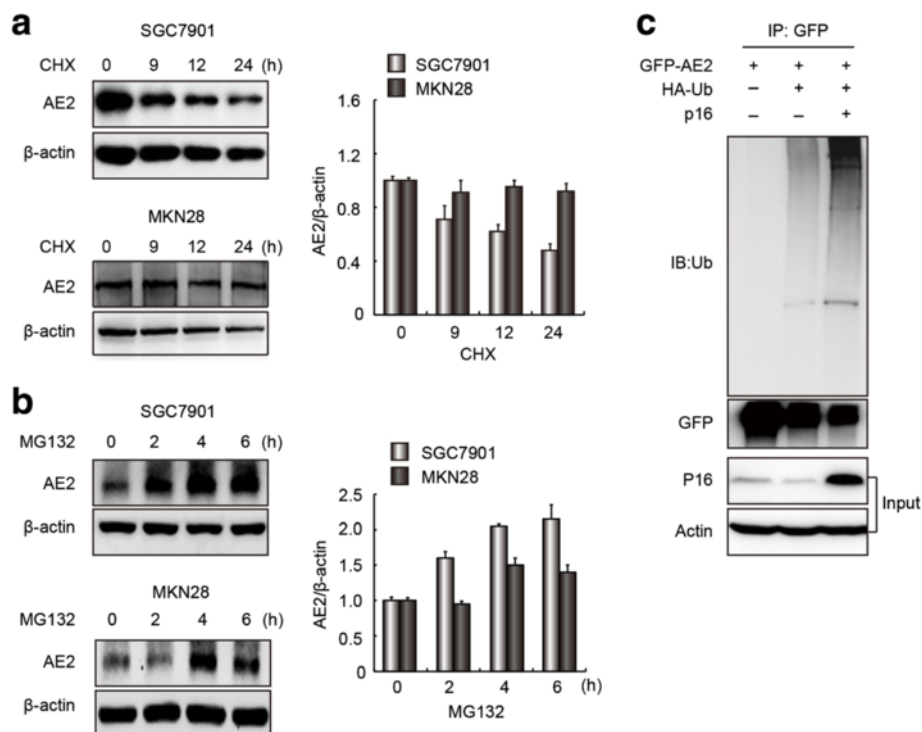 a
SGC7901
CHX 0 9 12 24 (h)
AE2
β-actin
MKN28
CHX 0 9 12 24 (h)
AE2
β-actin
SGC7901
MKN28
AE2/β-actin
1.6
1.2
0.8
0.4
0
0 9 12 24
CHX
b
SGC7901
MG132 0 2 4 6 (h)
AE2
β-actin
MKN28
MG132 0 2 4 6 (h)
AE2
β-actin
SGC7901
MKN28
AE2/β-actin
2.5
2.0
1.5
1.0
0.5
0
0 2 4 6 (h)
MG132
c
IP: GFP
GFP-AE2 + + +
HA-Ub – + +
p16 – – +
IB:Ub
GFP
P16
Actin
Input